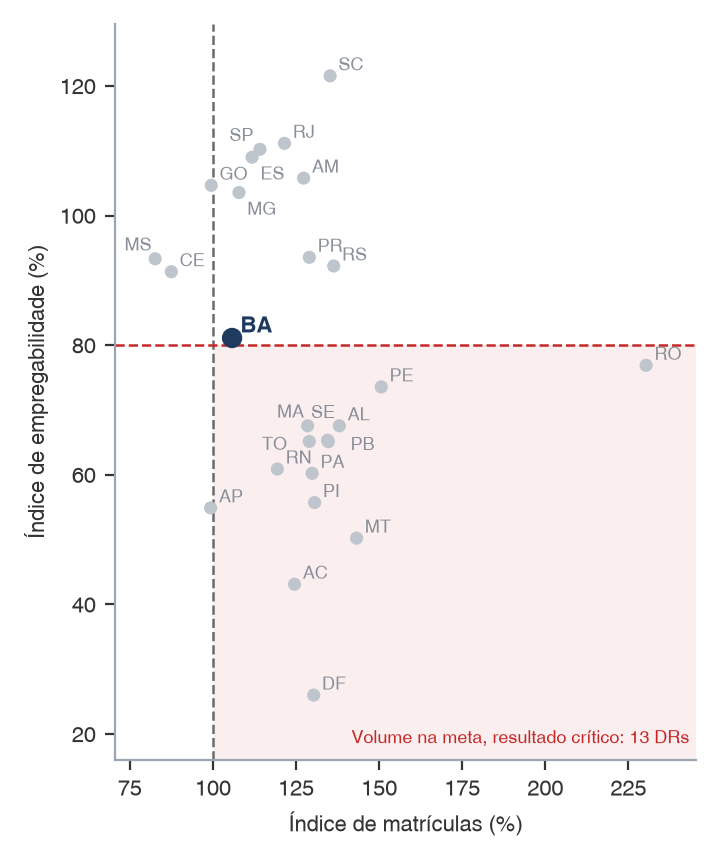 120
100
80
60
40
20
Índice de empregabilidade (%)
SC
SP
RJ
GO
ES
AM
MG
MS
CE
PR
RS
BA
RO
PE
MA
SE
AL
TO
PB
RN
PA
AP
PI
MT
AC
DF
Volume na meta, resultado crítico: 13 DRs
75
100
125
150
175
200
225
Índice de matrículas (%)